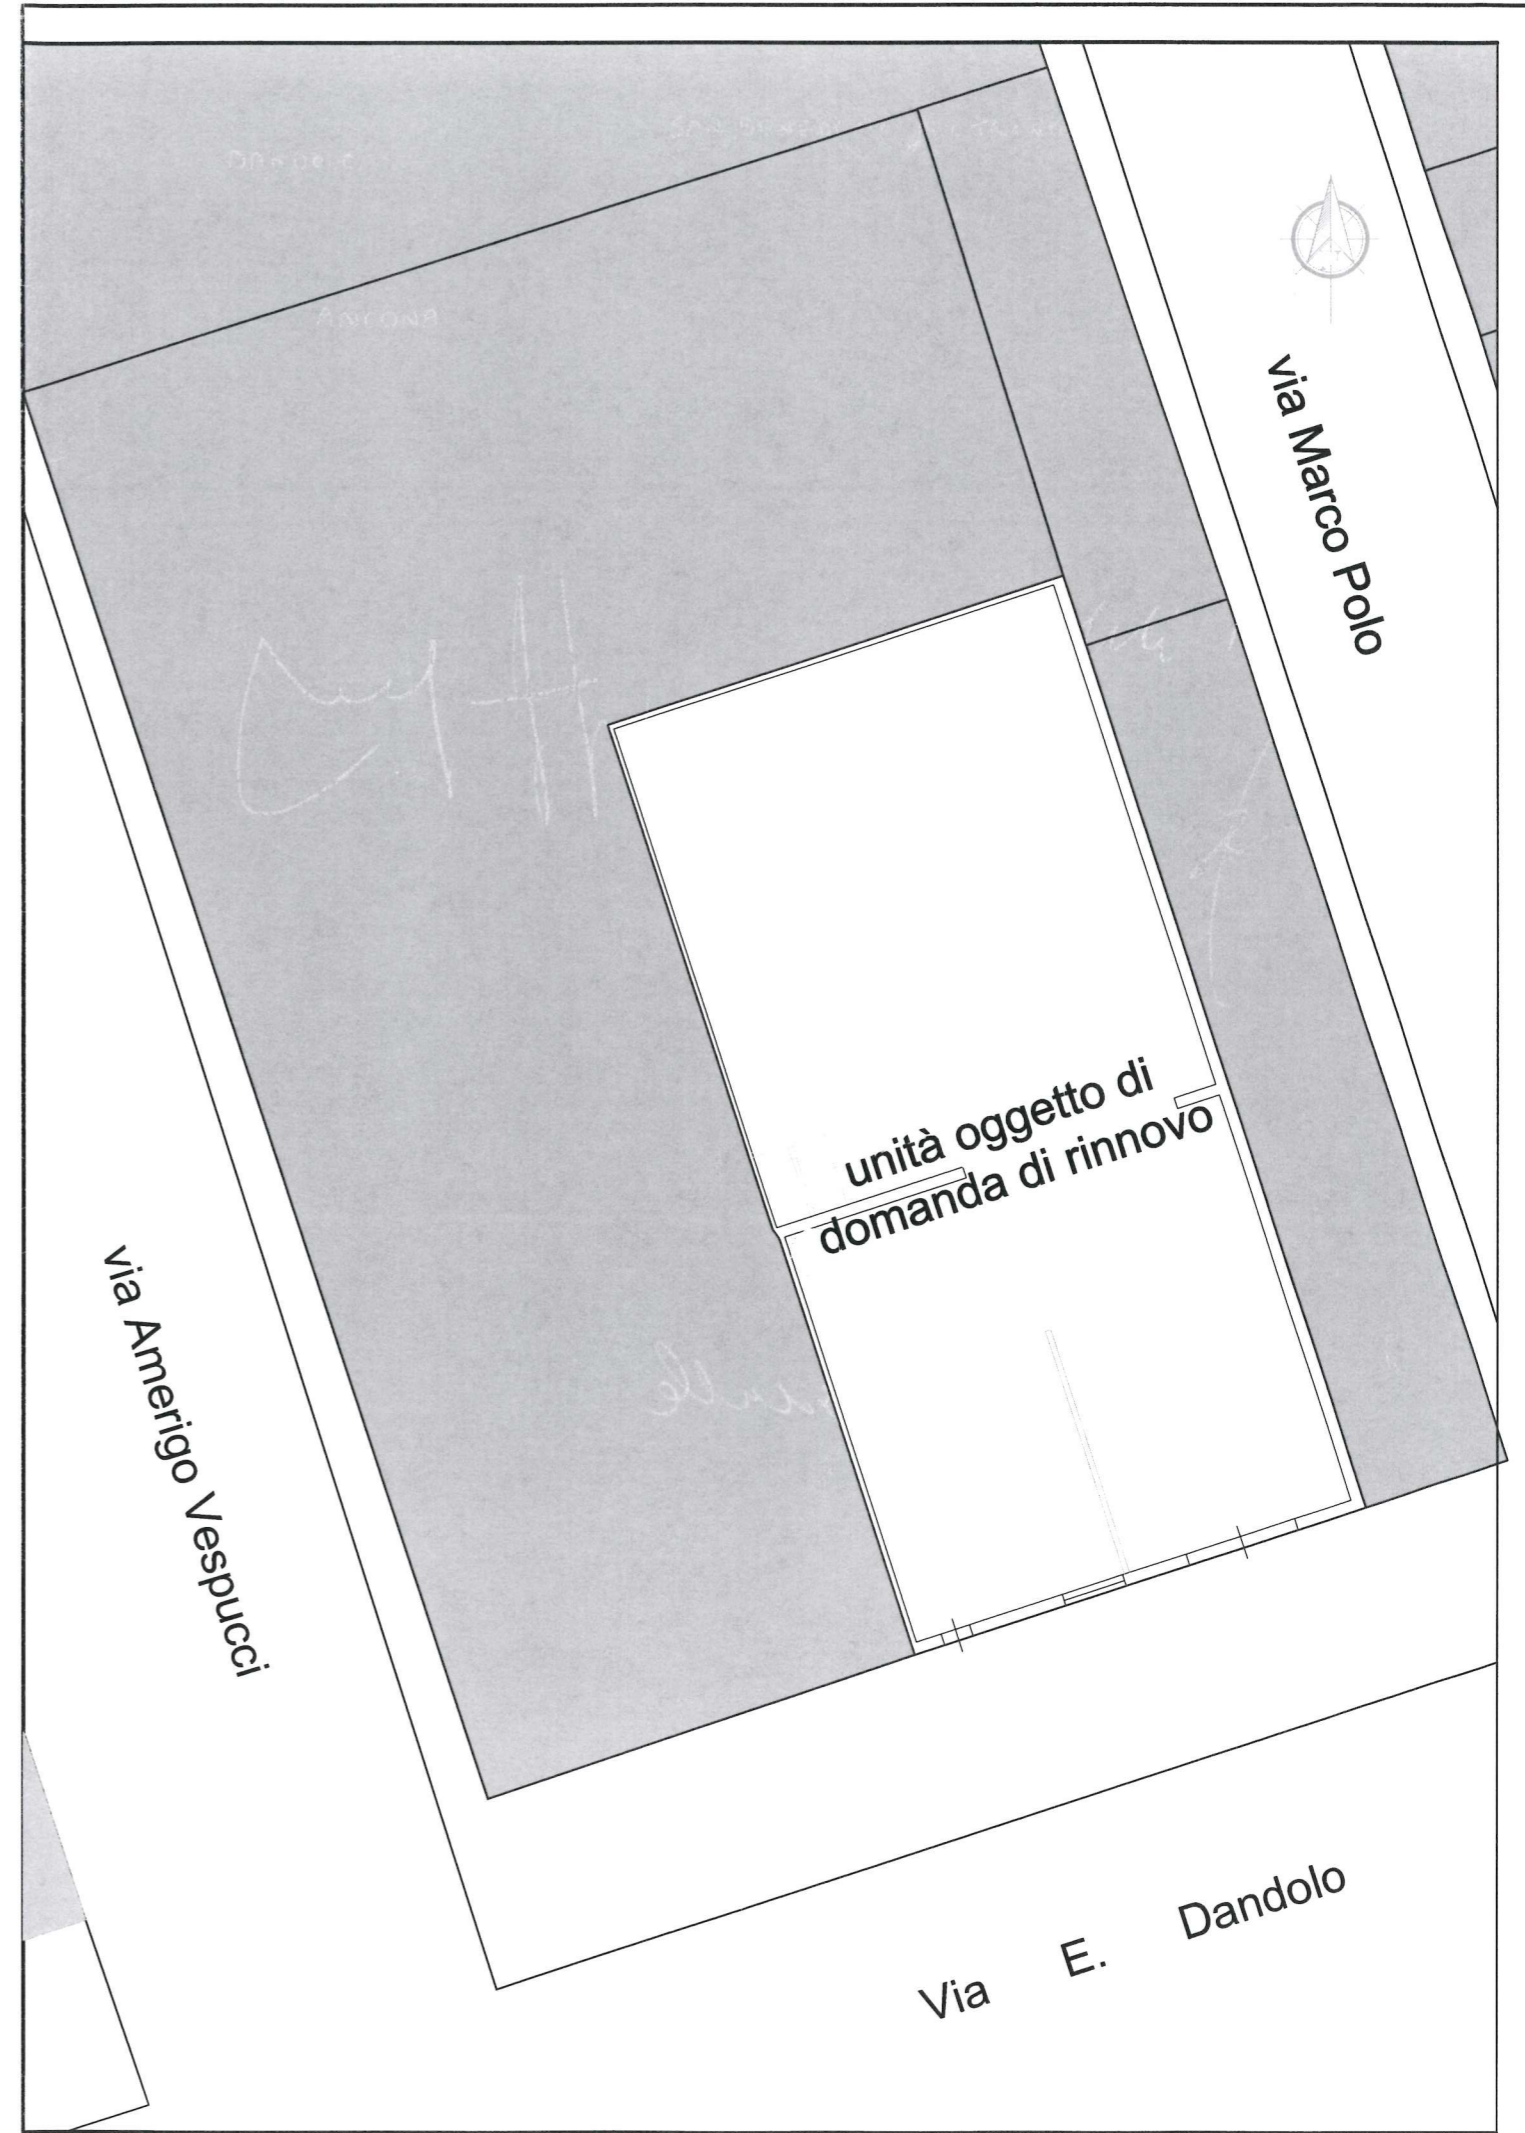 via Marco Polo
unità oggetto di
domanda di rinnovo
via Amerigo Vespucci
Via E. Dandolo